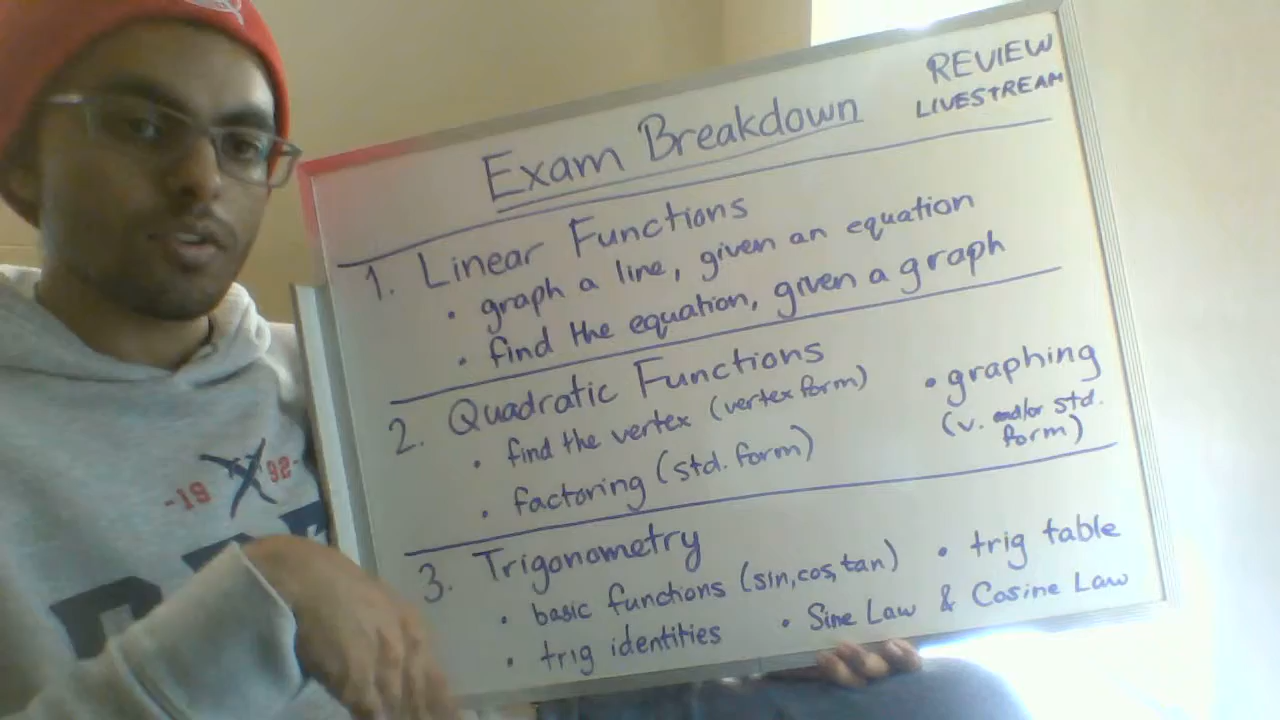 REVIEW
LIVESTREAM
Exam Breakdown
1. Linear Functions
• graph a line, given an equation
• find the equation, given a graph
2. Quadratic Functions
• find the vertex (vertex form)
• factoring (std. form)
• graphing
(v. and/or std.
form)
3. Trigonometry
• basic functions (sin, cos, tan)
• trig table
• trig identities
• Sine Law & Cosine Law
-19
92-